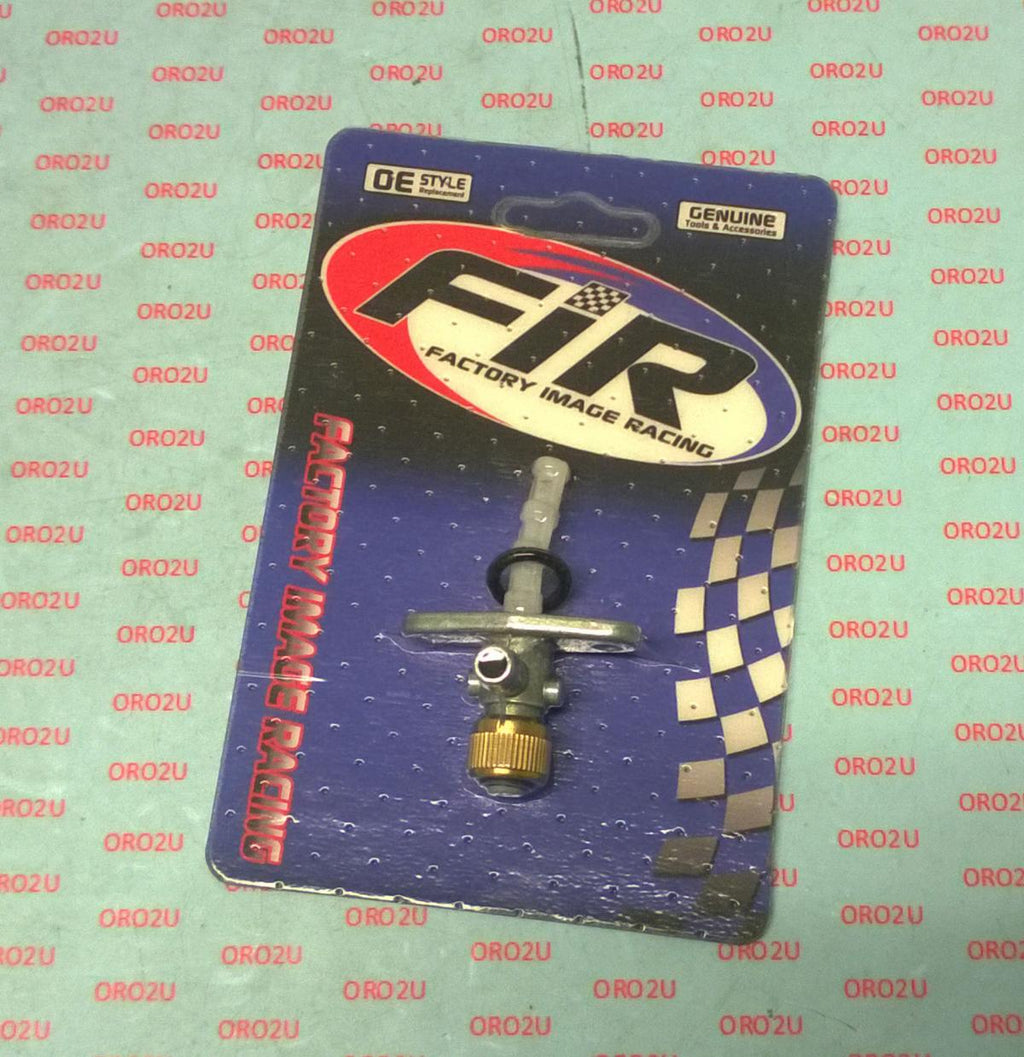 OE STYLE
Replacement
GENUINE
Tools & Accessories
FiR
FACTORY IMAGE RACING
FACTORY IMAGE RACING
ORO2U